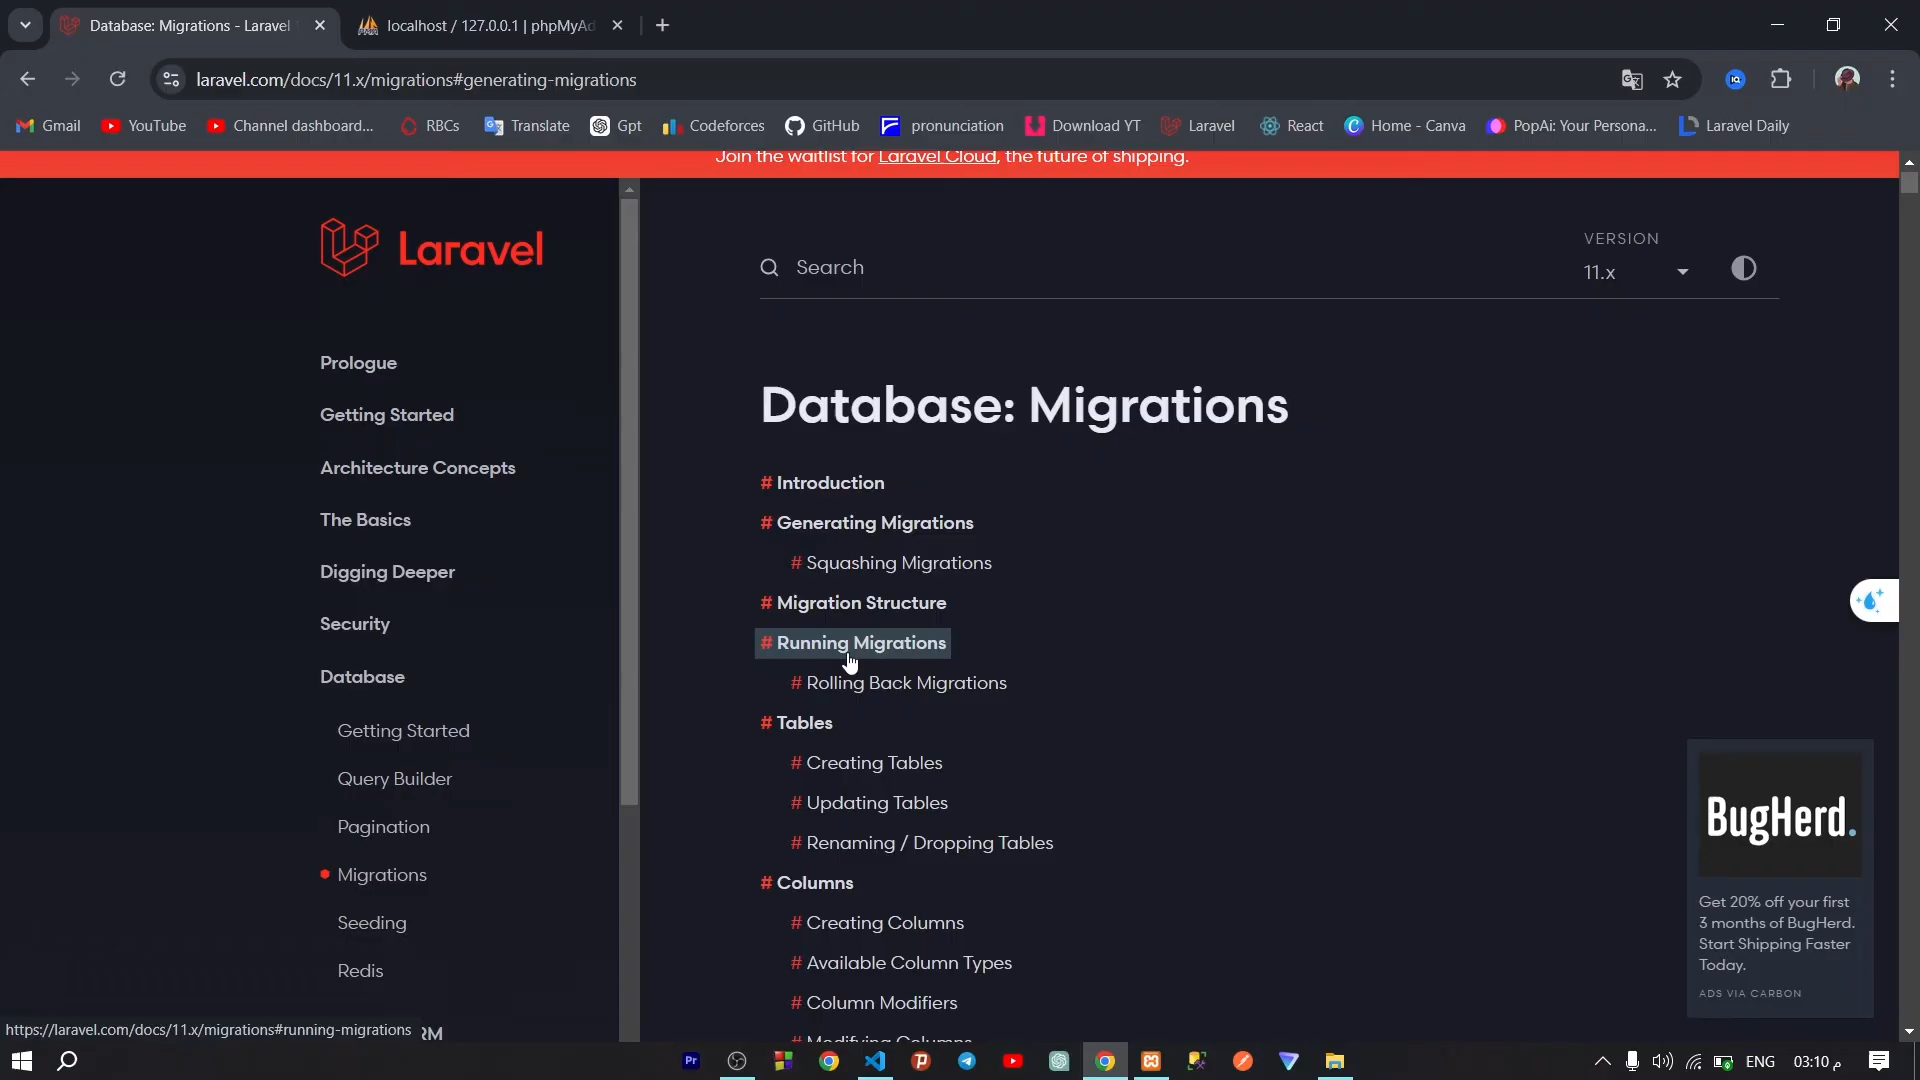 Database: Migrations - Laravel
localhost / 127.0.0.1 | phpMyAd
laravel.com/docs/11.x/migrations#generating-migrations
Gmail
YouTube
Channel dashboard...
RBCs
Translate
Gpt
Codeforces
GitHub
pronunciation
Download YT
Laravel
React
Home - Canva
PopAi: Your Persona...
Laravel Daily
Join the waitlist for Laravel Cloud, the future of shipping.
Laravel
Search
VERSION
11.x
Prologue
Getting Started
Architecture Concepts
The Basics
Digging Deeper
Security
Database
Getting Started
Query Builder
Pagination
Migrations
Seeding
Redis
RM
Database: Migrations
# Introduction
# Generating Migrations
# Squashing Migrations
# Migration Structure
# Running Migrations
# Rolling Back Migrations
# Tables
# Creating Tables
# Updating Tables
# Renaming / Dropping Tables
# Columns
# Creating Columns
# Available Column Types
# Column Modifiers
# Modifying Columns
BugHerd.
Get 20% off your first
3 months of BugHerd.
Start Shipping Faster
Today.
ADS VIA CARBON
https://laravel.com/docs/11.x/migrations#running-migrations
Pr
ENG
03:10 م